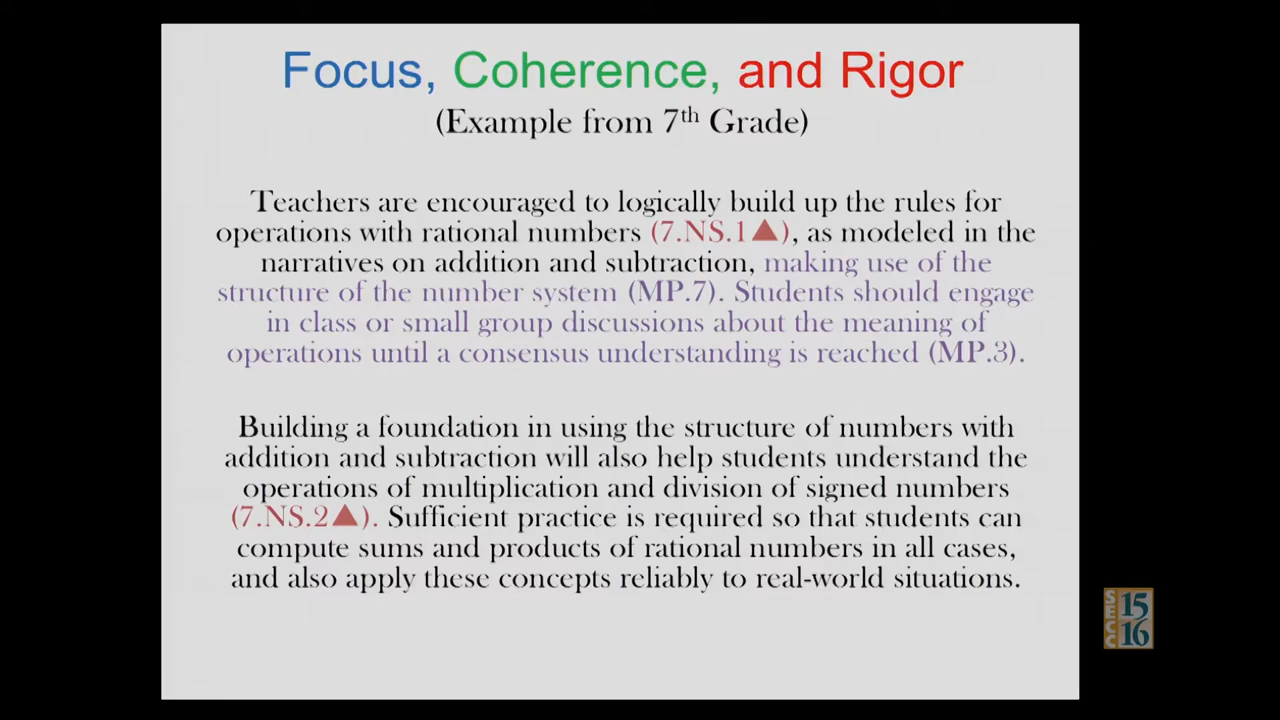 Focus, Coherence, and Rigor
(Example from 7th Grade)
Teachers are encouraged to logically build up the rules for
operations with rational numbers (7.NS.1▲), as modeled in the
narratives on addition and subtraction, making use of the
structure of the number system (MP.7). Students should engage
in class or small group discussions about the meaning of
operations until a consensus understanding is reached (MP.3).
Building a foundation in using the structure of numbers with
addition and subtraction will also help students understand the
operations of multiplication and division of signed numbers
(7.NS.2▲). Sufficient practice is required so that students can
compute sums and products of rational numbers in all cases,
and also apply these concepts reliably to real-world situations.
SECC
15
16